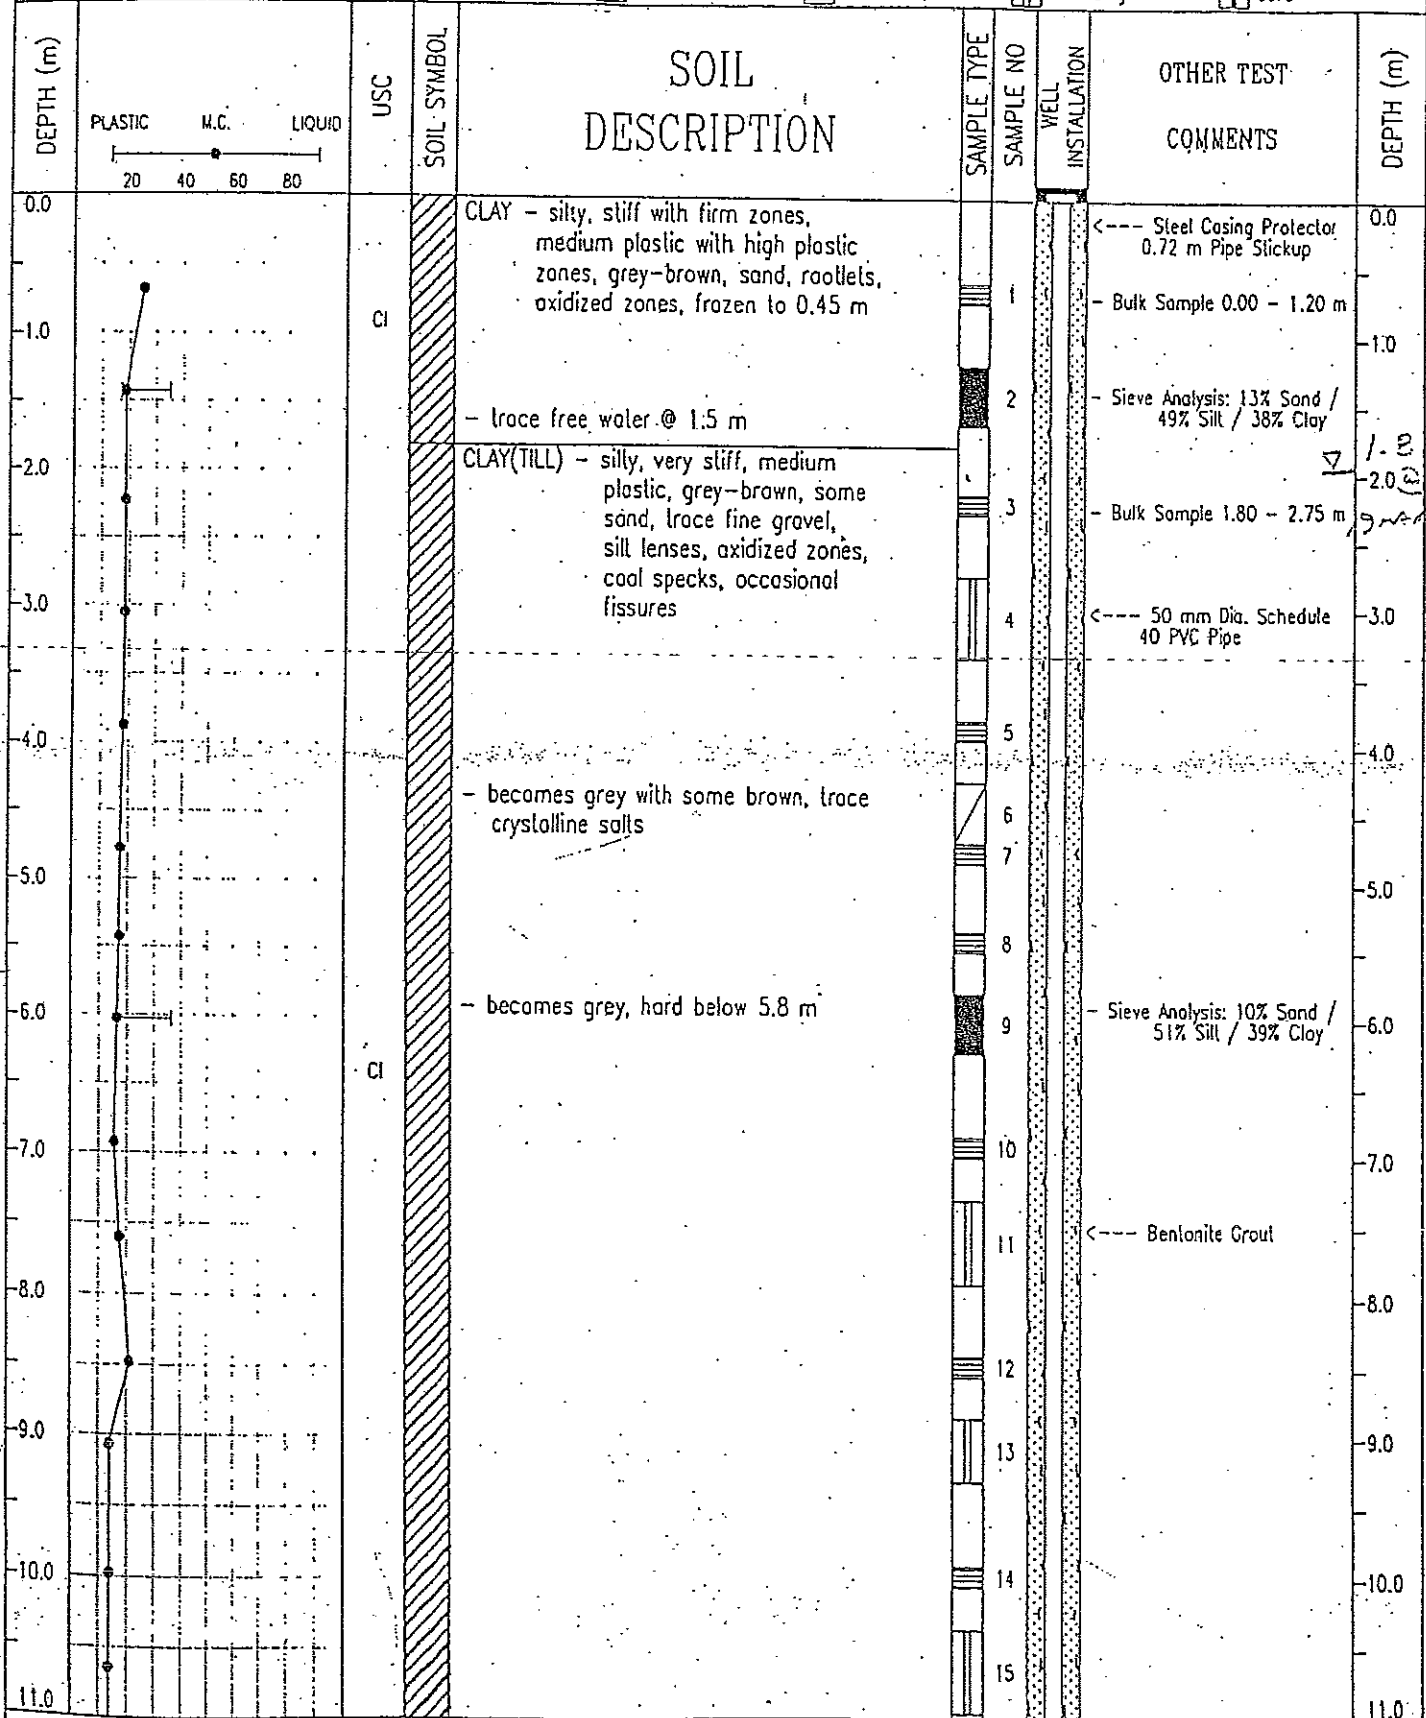 DEPTH (m)
PLASTIC M.C. LIQUID
20 40 60 80
USC
SOIL SYMBOL
SOIL
DESCRIPTION
SAMPLE TYPE
SAMPLE NO
WELL
INSTALLATION
OTHER TEST
COMMENTS
DEPTH (m)
0.0
1.0
2.0
3.0
4.0
5.0
6.0
7.0
8.0
9.0
10.0
11.0
CI
CI
CLAY - silty, stiff with firm zones,
medium plastic with high plastic
zones, grey-brown, sand, rootlets,
oxidized zones, frozen to 0.45 m
- trace free water @ 1.5 m
CLAY(TILL) - silty, very stiff, medium
plastic, grey-brown, some
sand, trace fine gravel,
silt lenses, oxidized zones,
coal specks, occasional
fissures
- becomes grey with some brown, trace
crystalline salts
- becomes grey, hard below 5.8 m
1
2
3
4
5
6
7
8
9
10
11
12
13
14
15
<--- Steel Casing Protector
0.72 m Pipe Stickup
- Bulk Sample 0.00 - 1.20 m
- Sieve Analysis: 13% Sand /
49% Silt / 38% Clay
- Bulk Sample 1.80 - 2.75 m
<--- 50 mm Dia. Schedule
40 PVC Pipe
- Sieve Analysis: 10% Sand /
51% Silt / 39% Clay
<--- Bentonite Grout
0.0
1.0
2.0
3.0
4.0
5.0
6.0
7.0
8.0
9.0
10.0
11.0